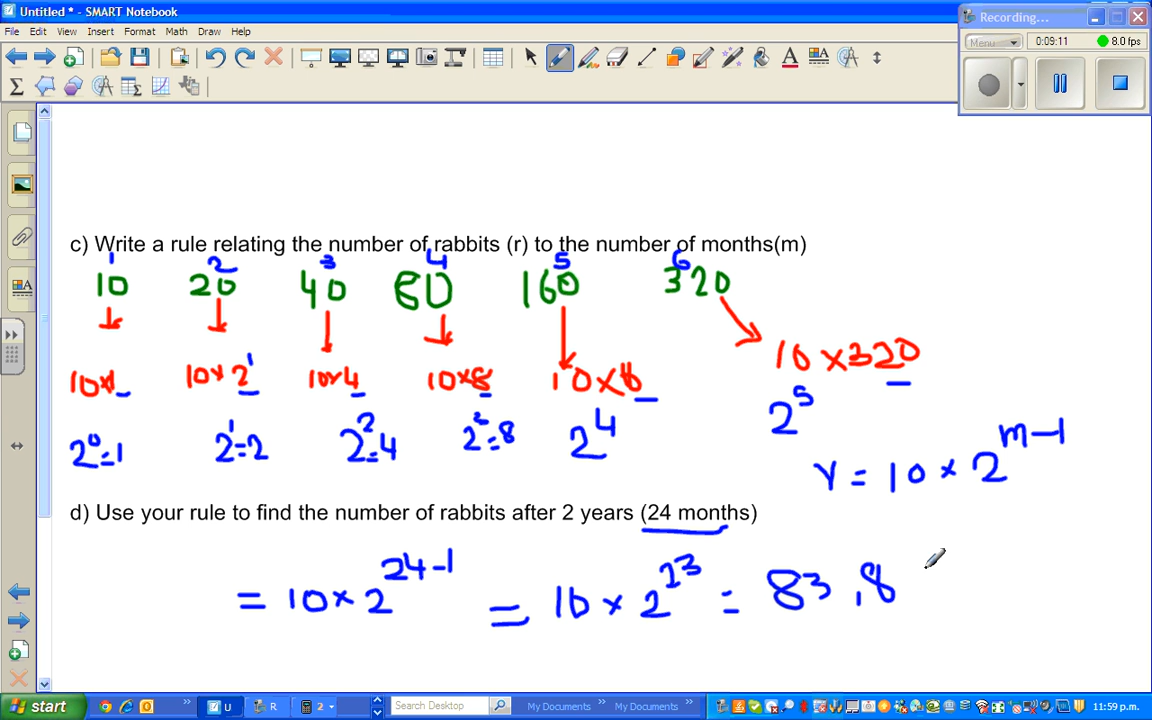 Untitled * - SMART Notebook
Recording...
File Edit View Insert Format Math Draw Help
Menu 0:09:11 8.0 fps
c) Write a rule relating the number of rabbits (r) to the number of months(m)
1 2 3 4 5 6
10 20 40 80 160 320
10×1 10×2¹ 10×4 10×8 10× 10×320
2⁰=1 2¹=2 2²=4 2³=8 2⁴ 2⁵
r = 10 × 2^(m-1)
d) Use your rule to find the number of rabbits after 2 years (24 months)
= 10 × 2^(24-1) = 10 × 2^23 = 83,8
start U R 2 Search Desktop My Documents My Documents 11:59 p.m.